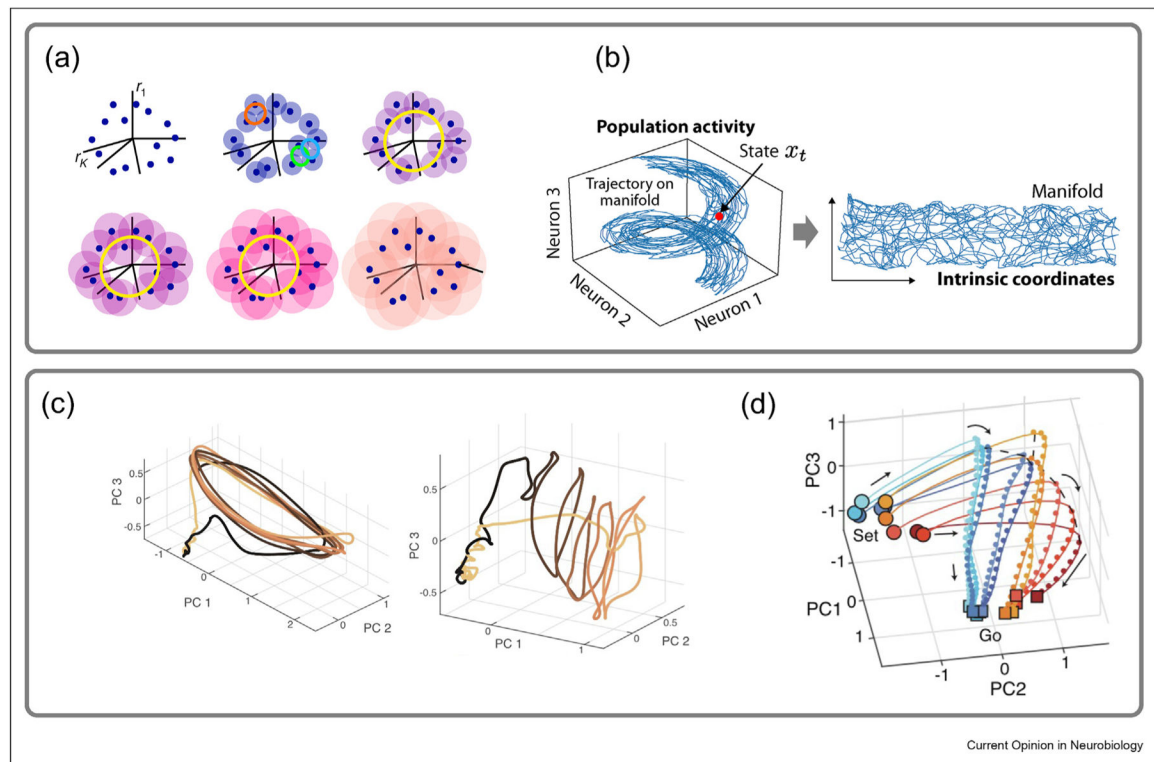 (a)
r1
rK
(b)
Population activity
State xt
Trajectory on
manifold
Neuron 3
Neuron 2
Neuron 1
Manifold
Intrinsic coordinates
(c)
PC 3
0.5
0
-0.5
-1
0
1
2
PC 1
0
1
PC 2
PC 3
0.5
0
-0.5
0
1
PC 1
0
0.5
PC 2
(d)
PC3
1
0
-1
Set
-1
PC1
0
1
Go
-1
0
1
PC2
Current Opinion in Neurobiology